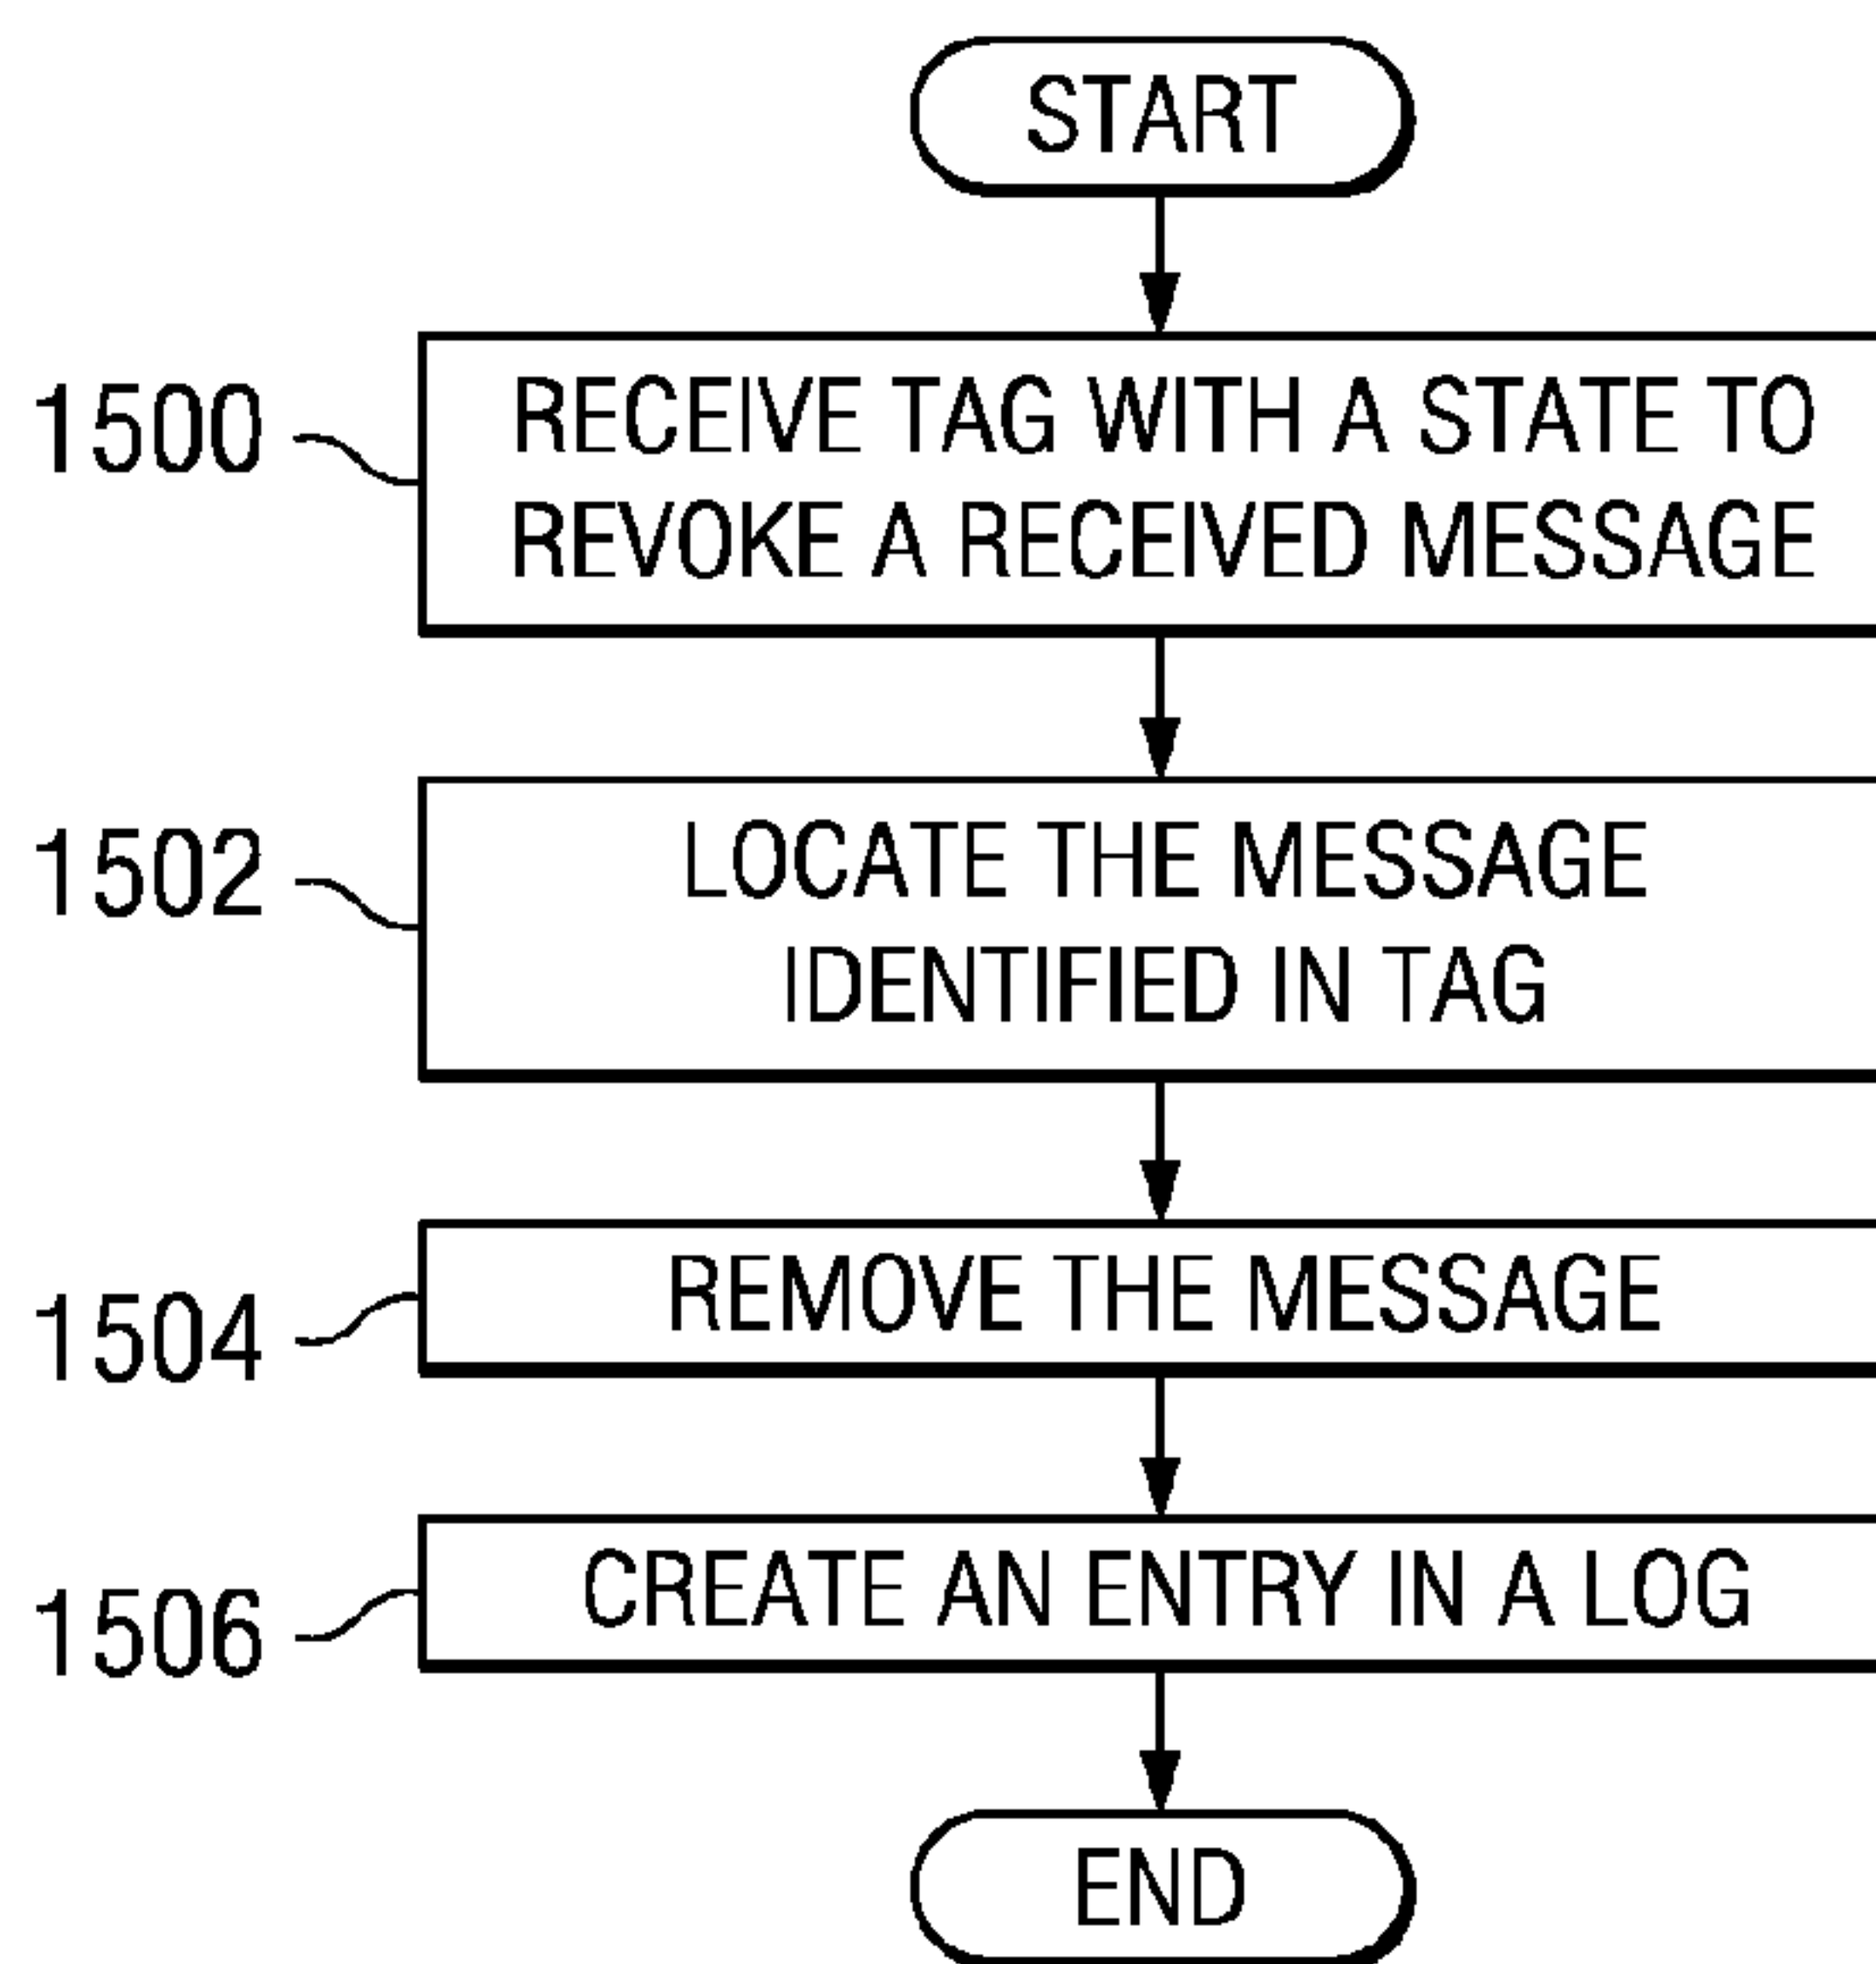 START
1500
RECEIVE TAG WITH A STATE TO
REVOKE A RECEIVED MESSAGE
1502
LOCATE THE MESSAGE
IDENTIFIED IN TAG
REMOVE THE MESSAGE
1504
CREATE AN ENTRY IN A LOG
1506
END